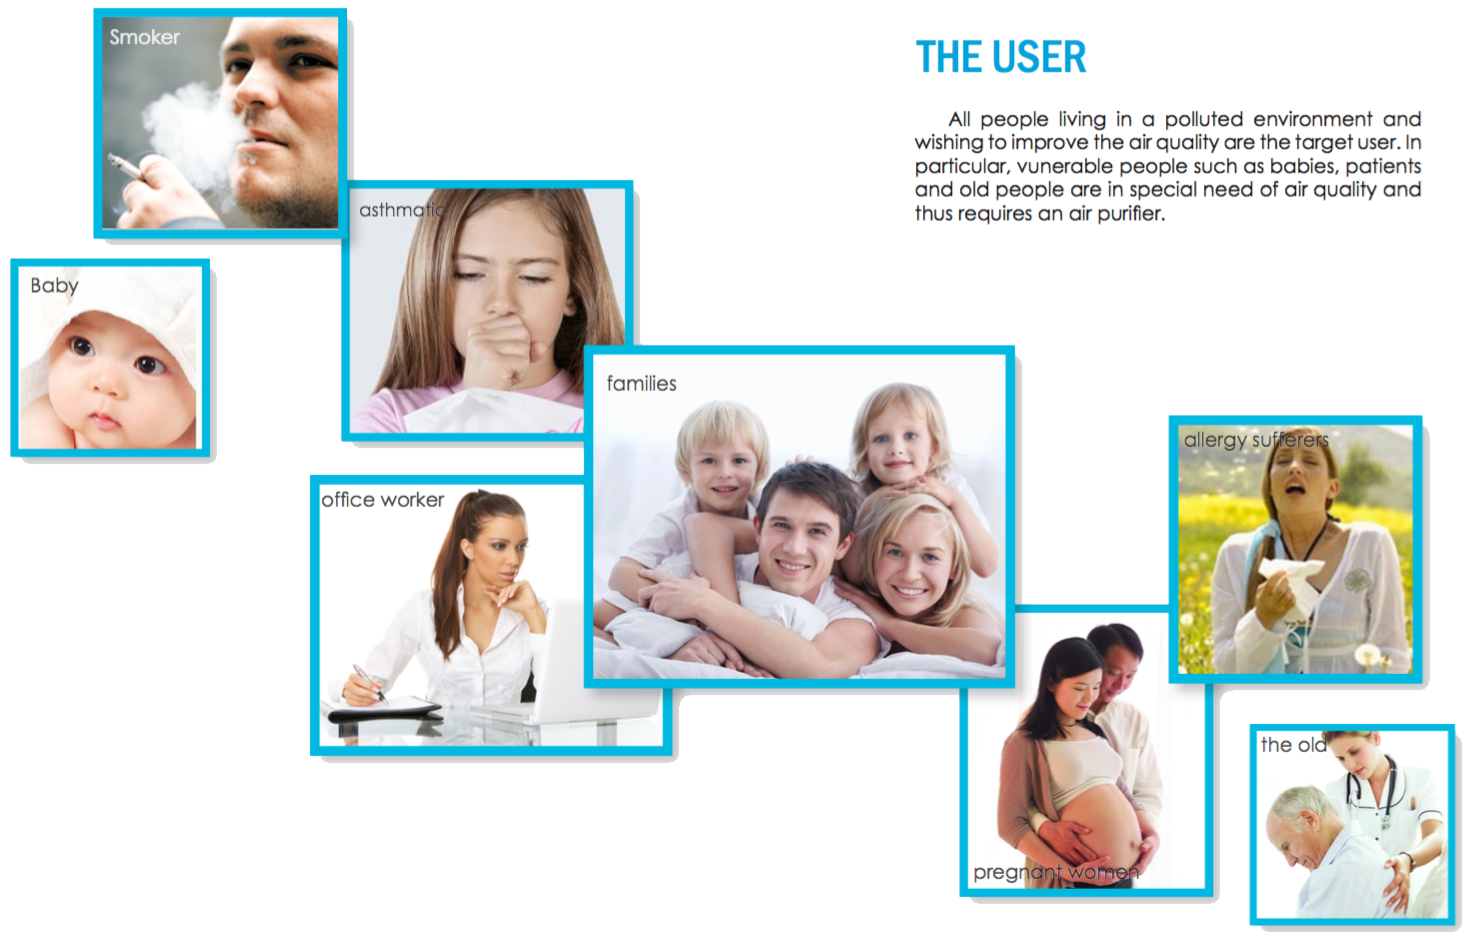 Smoker
THE USER
All people living in a polluted environment and
wishing to improve the air quality are the target user. In
particular, vunerable people such as babies, patients
and old people are in special need of air quality and
thus requires an air purifier.
asthmatic
Baby
families
allergy sufferers
office worker
the old
pregnant women